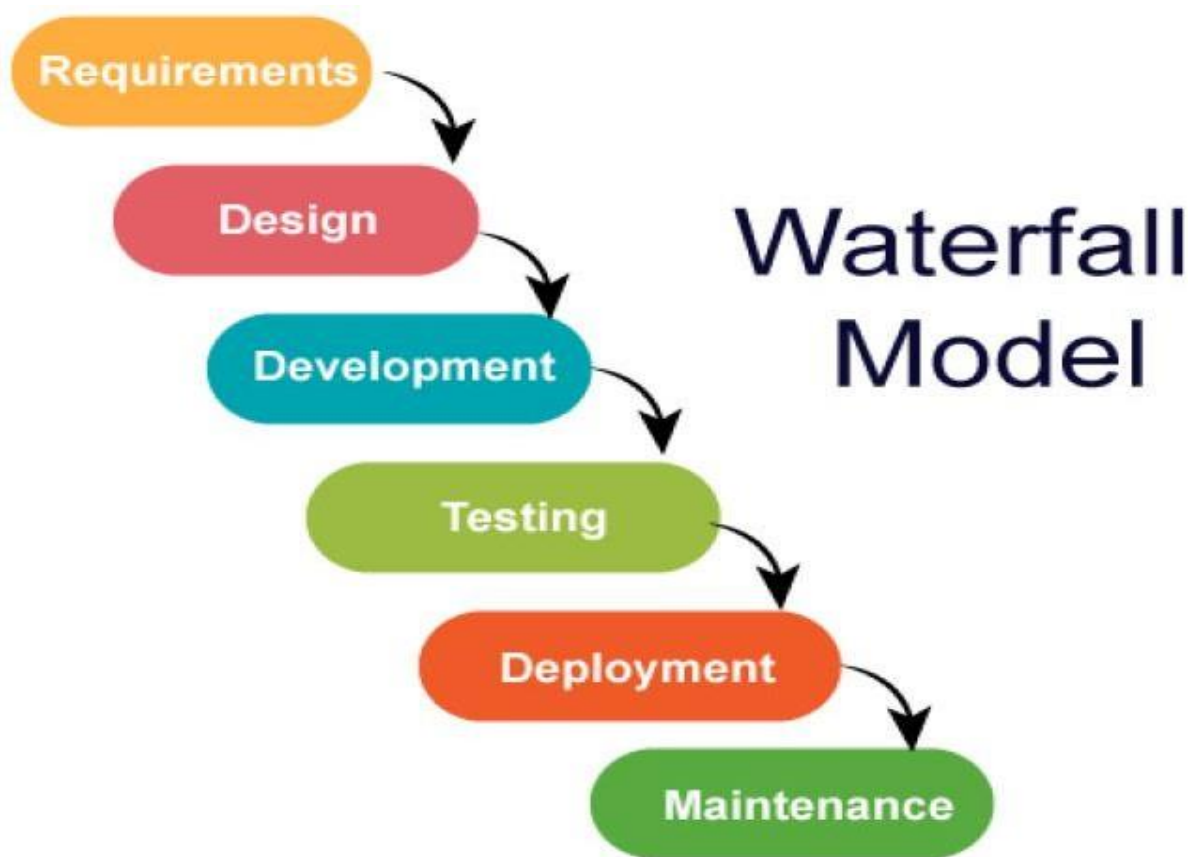 Requirements
Design
Waterfall
Model
Development
Testing
Deployment
Maintenance